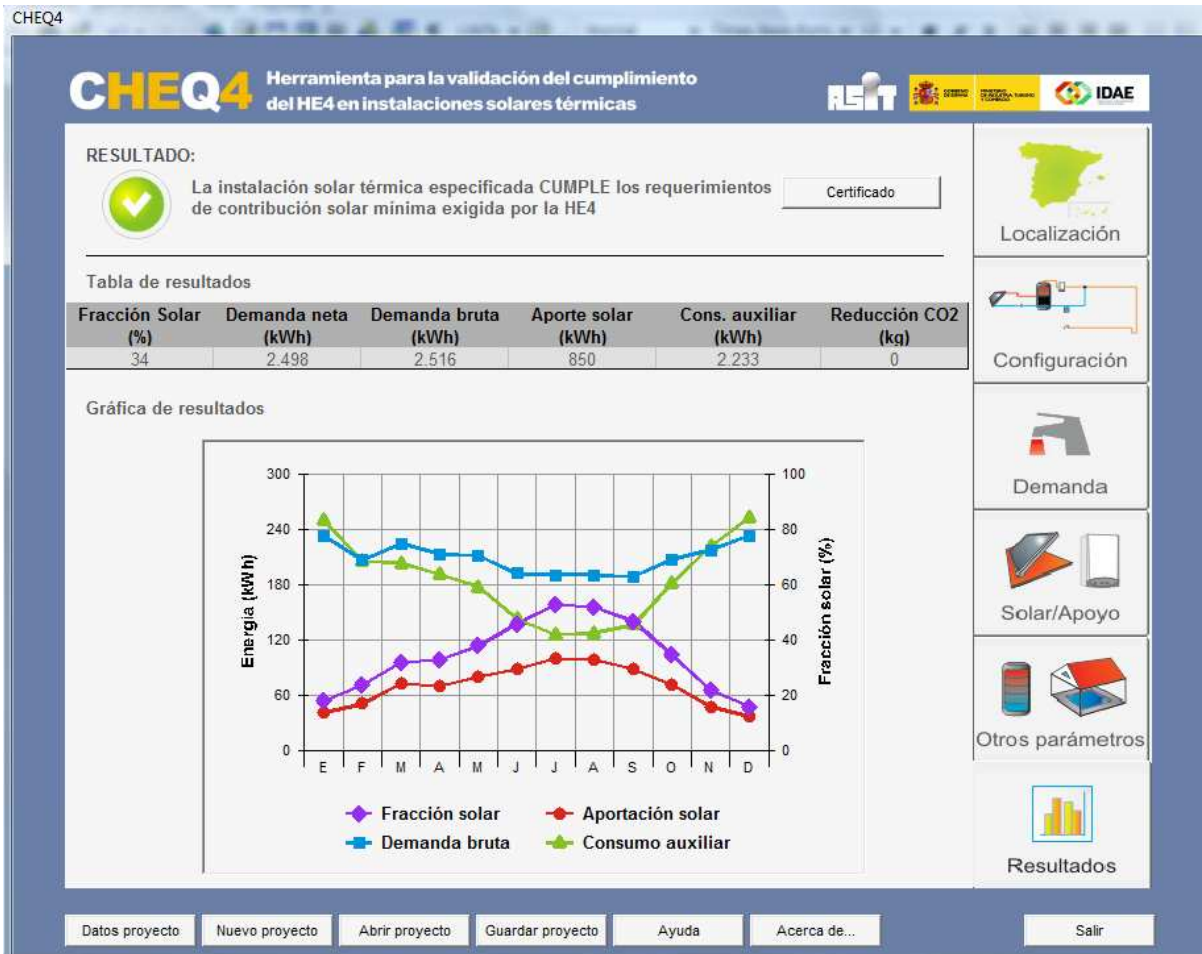 CHEQ4
CHEQ4
Herramienta para la validación del cumplimiento
del HE4 en instalaciones solares térmicas
ASIT
IDAE
RESULTADO:
La instalación solar térmica especificada CUMPLE los requerimientos
de contribución solar mínima exigida por la HE4
Certificado
Tabla de resultados
Fracción Solar (%) Demanda neta (kWh) Demanda bruta (kWh) Aporte solar (kWh) Cons. auxiliar (kWh) Reducción CO2 (kg)
34 2.498 2.516 850 2.233 0
Gráfica de resultados
300
240
180
120
60
0
Energía (kWh)
100
80
60
40
20
0
Fracción solar (%)
E F M A M J J A S O N D
Fracción solar
Aportación solar
Demanda bruta
Consumo auxiliar
Localización
Configuración
Demanda
Solar/Apoyo
Otros parámetros
Resultados
Datos proyecto
Nuevo proyecto
Abrir proyecto
Guardar proyecto
Ayuda
Acerca de...
Salir